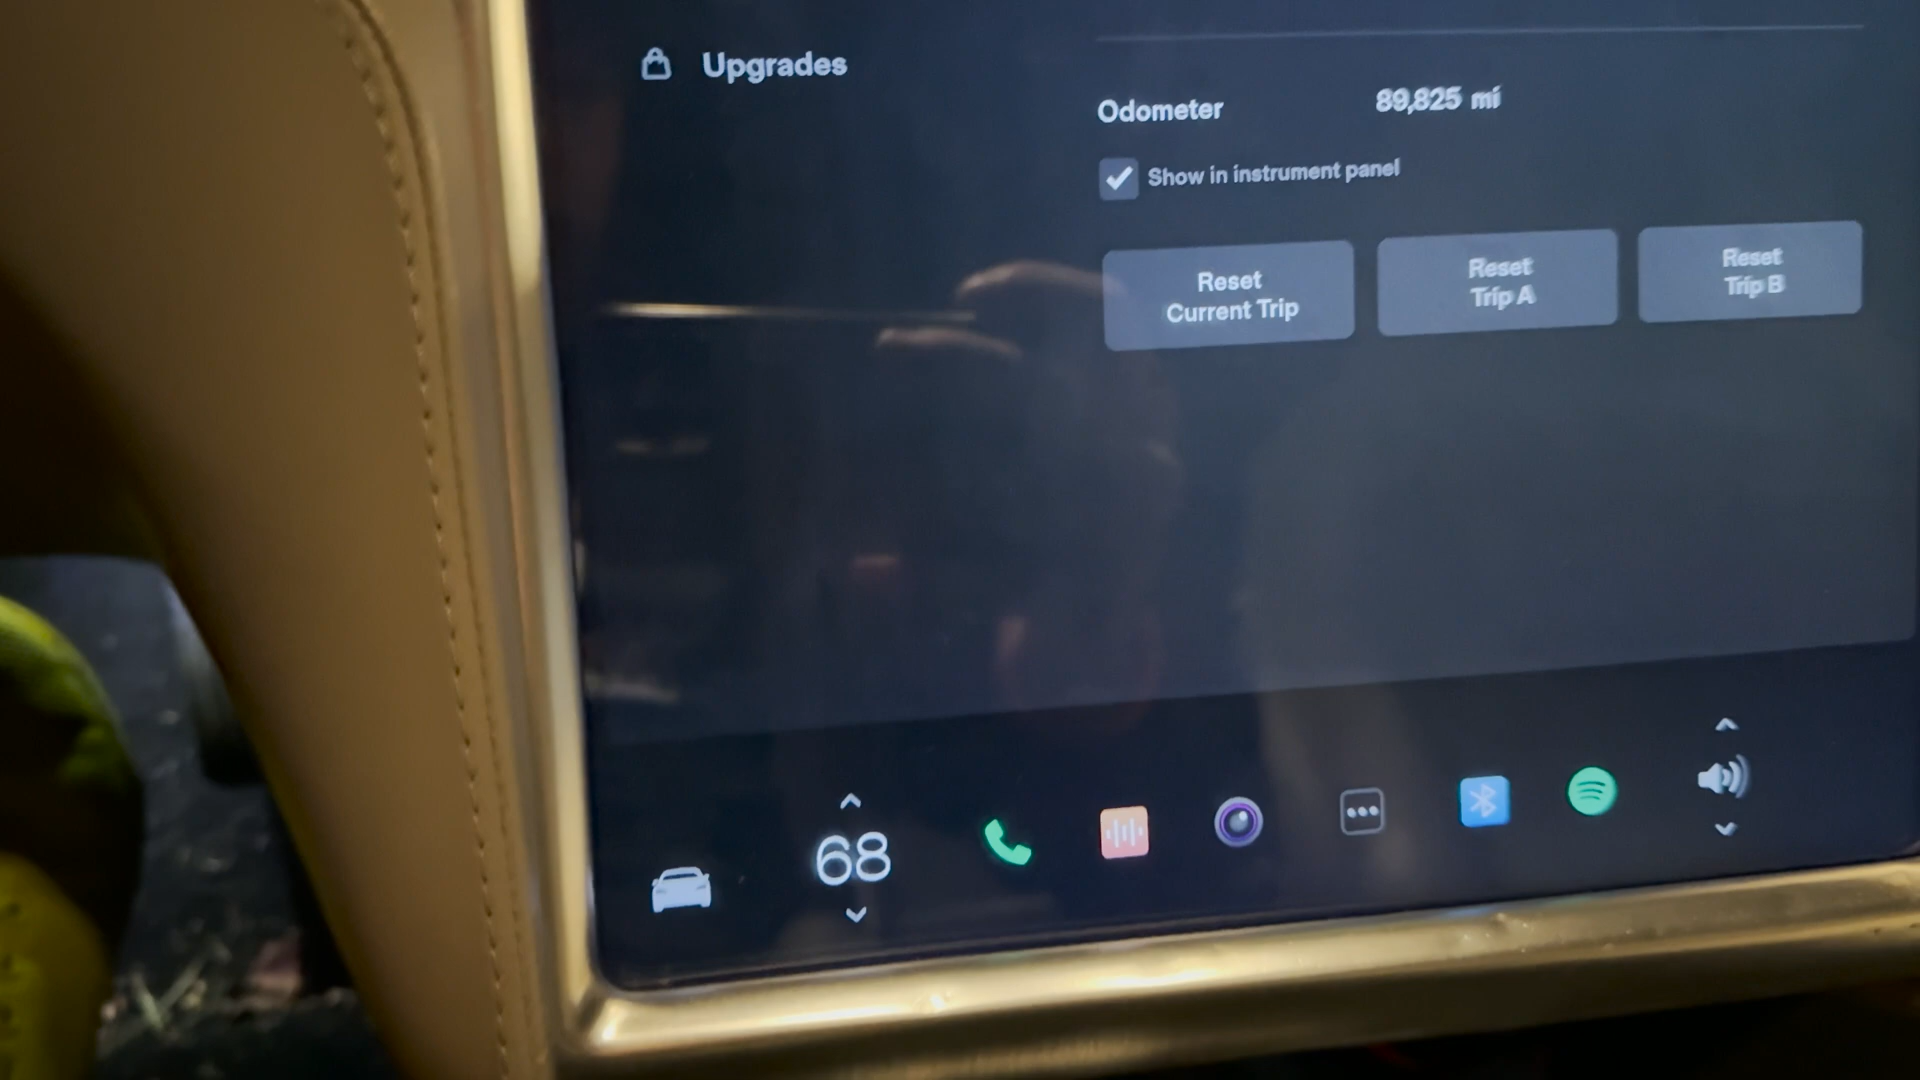 Upgrades
Odometer 89,825 mi
Show in instrument panel
Reset
Current Trip
Reset
Trip A
Reset
Trip B
68